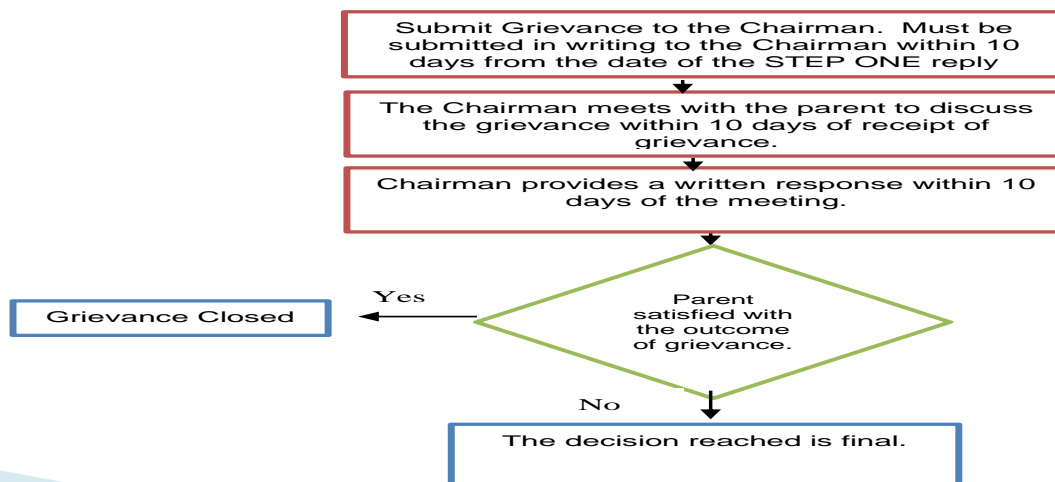 Submit Grievance to the Chairman. Must be
submitted in writing to the Chairman within 10
days from the date of the STEP ONE reply
The Chairman meets with the parent to discuss
the grievance within 10 days of receipt of
grievance.
Chairman provides a written response within 10
days of the meeting.
Yes
Grievance Closed
Parent
satisfied with
the outcome
of grievance.
No
The decision reached is final.